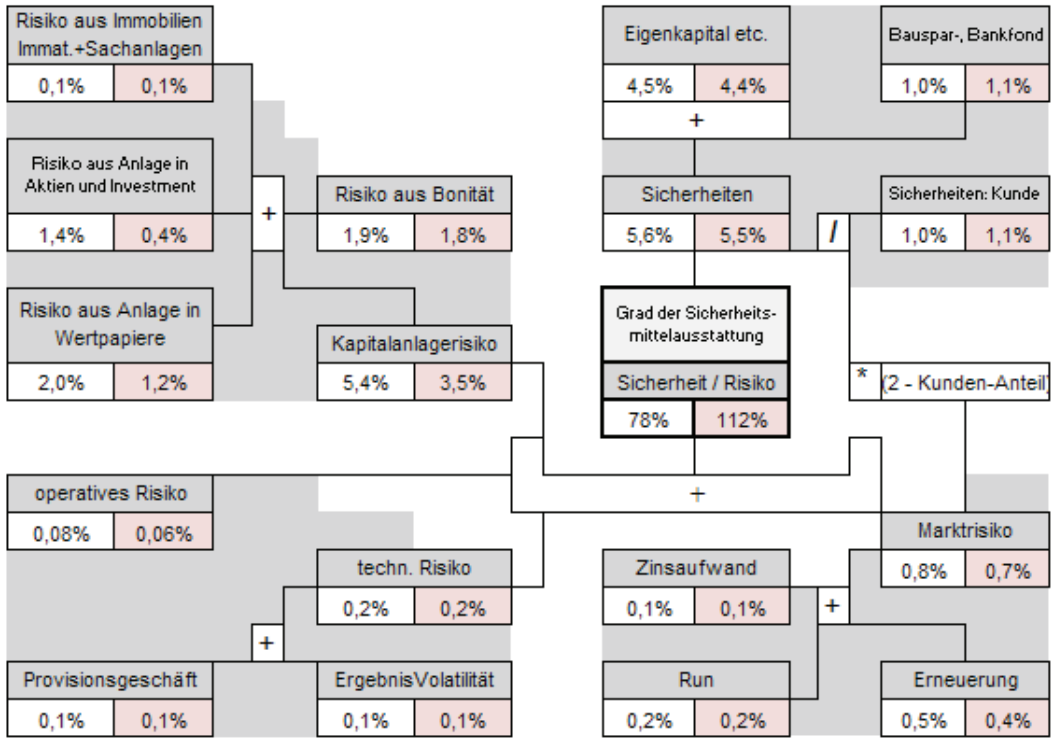 Risiko aus Immobilien
Immat.+Sachanlagen
0,1% 0,1%
Eigenkapital etc.
4,5% 4,4%
Bauspar-, Bankfond
1,0% 1,1%
+
Risiko aus Anlage in
Aktien und Investment
1,4% 0,4%
+
Risiko aus Bonität
1,9% 1,8%
Sicherheiten
5,6% 5,5%
/
Sicherheiten: Kunde
1,0% 1,1%
Risiko aus Anlage in
Wertpapiere
2,0% 1,2%
Kapitalanlagerisiko
5,4% 3,5%
Grad der Sicherheits-
mittelausstattung
Sicherheit / Risiko
78% 112%
*
(2 - Kunden-Anteil)
+
operatives Risiko
0,08% 0,06%
Marktrisiko
0,8% 0,7%
techn. Risiko
0,2% 0,2%
Zinsaufwand
0,1% 0,1%
+
+
Provisionsgeschäft
0,1% 0,1%
ErgebnisVolatilität
0,1% 0,1%
Run
0,2% 0,2%
Erneuerung
0,5% 0,4%